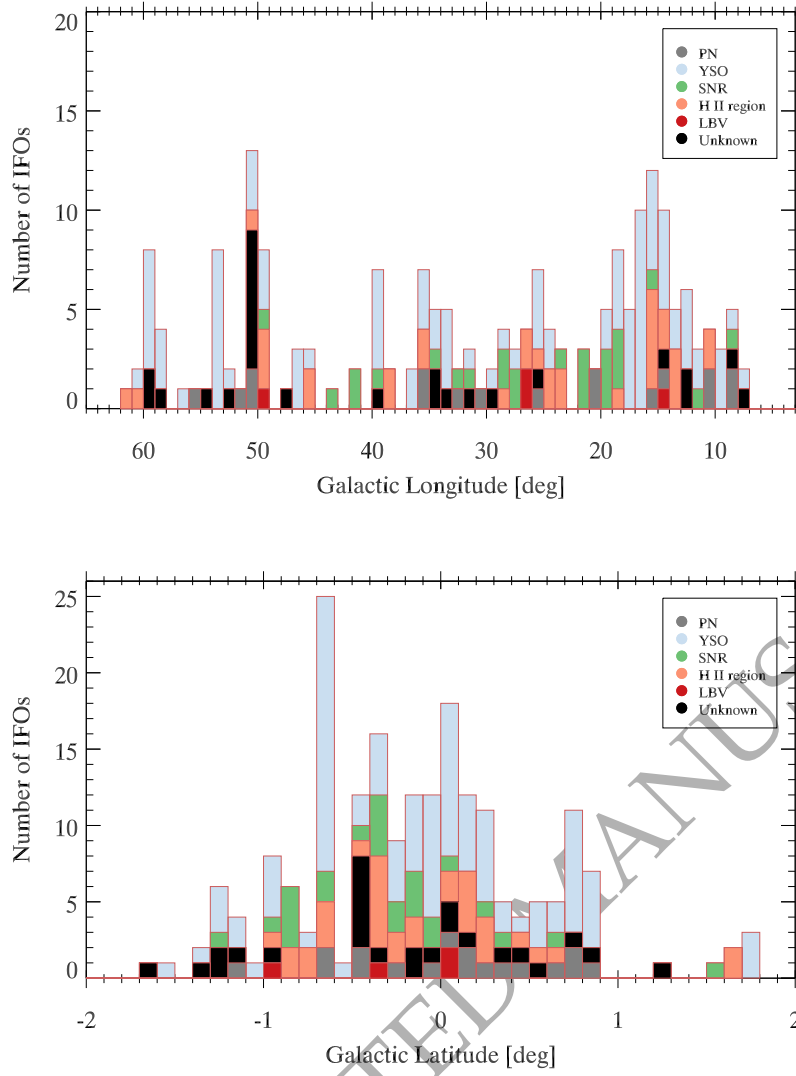 20
15
10
5
0
Number of IFOs
PN
YSO
SNR
H II region
LBV
Unknown
60 50 40 30 20 10
Galactic Longitude [deg]
25
20
15
10
5
0
Number of IFOs
PN
YSO
SNR
H II region
LBV
Unknown
-2 -1 0 1 2
Galactic Latitude [deg]
TED MANUS